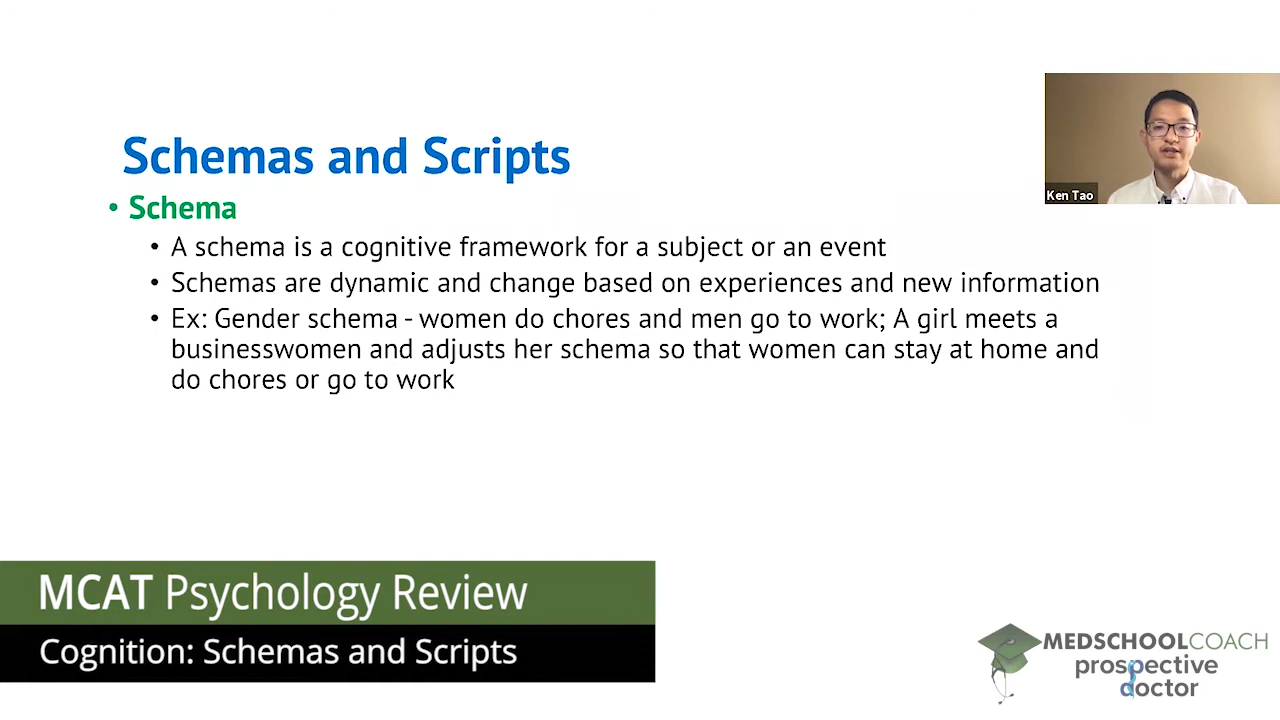 Schemas and Scripts
• Schema
• A schema is a cognitive framework for a subject or an event
• Schemas are dynamic and change based on experiences and new information
• Ex: Gender schema - women do chores and men go to work; A girl meets a
businesswomen and adjusts her schema so that women can stay at home and
do chores or go to work
Ken Tao
MCAT Psychology Review
Cognition: Schemas and Scripts
MEDSCHOOLCOACH
prospective
doctor